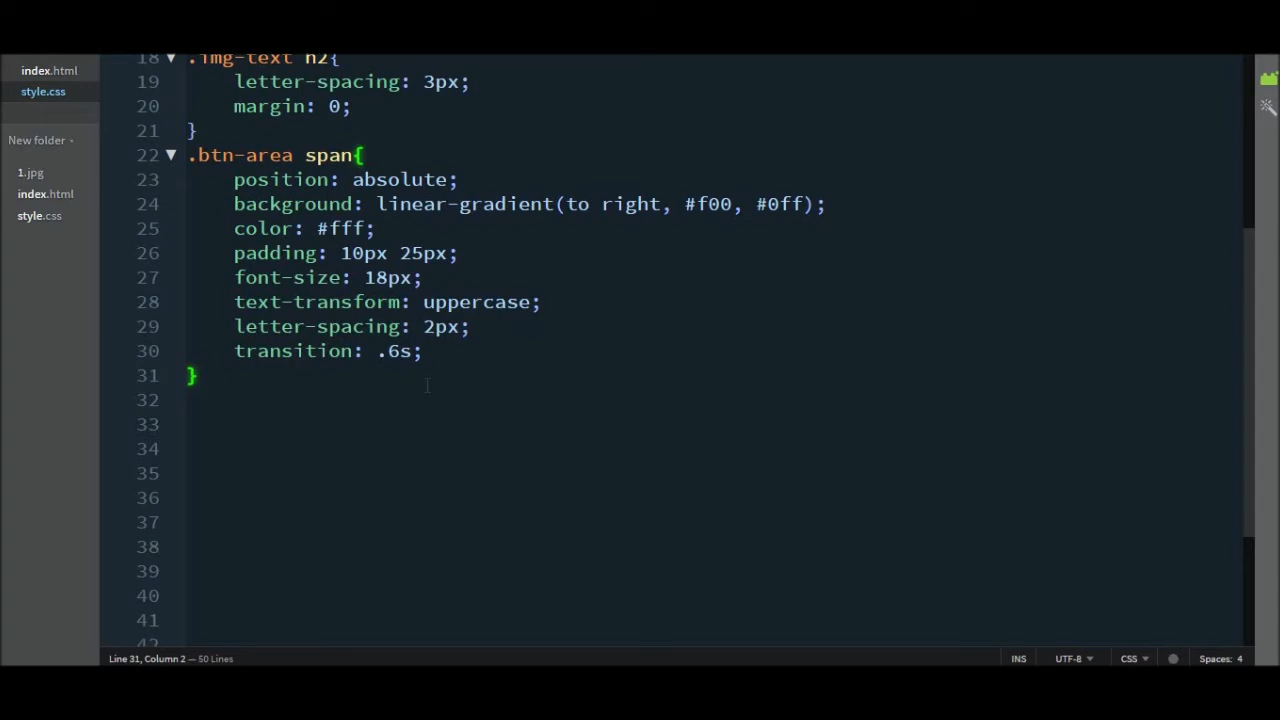 index.html
style.css
New folder
1.jpg
index.html
style.css
18 .img-text h2{
19 letter-spacing: 3px;
20 margin: 0;
21 }
22 .btn-area span{
23 position: absolute;
24 background: linear-gradient(to right, #f00, #0ff);
25 color: #fff;
26 padding: 10px 25px;
27 font-size: 18px;
28 text-transform: uppercase;
29 letter-spacing: 2px;
30 transition: .6s;
31 }
32
33
34
35
36
37
38
39
40
41
42
Line 31, Column 2 — 50 Lines
INS UTF-8 CSS Spaces: 4